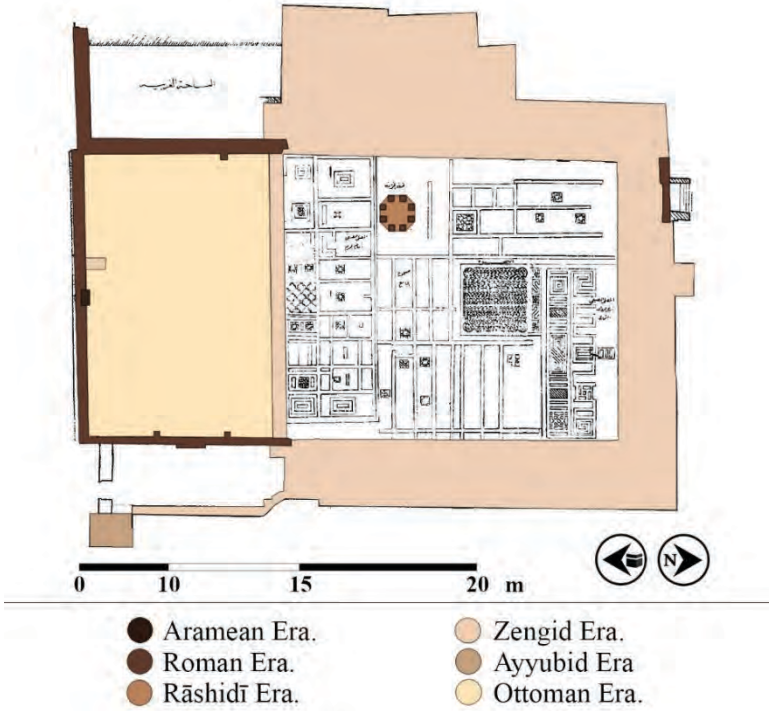 الساحة الغربية
0 10 15 20 m
N
Aramean Era.
Roman Era.
Rāshidī Era.
Zengid Era.
Ayyubid Era
Ottoman Era.